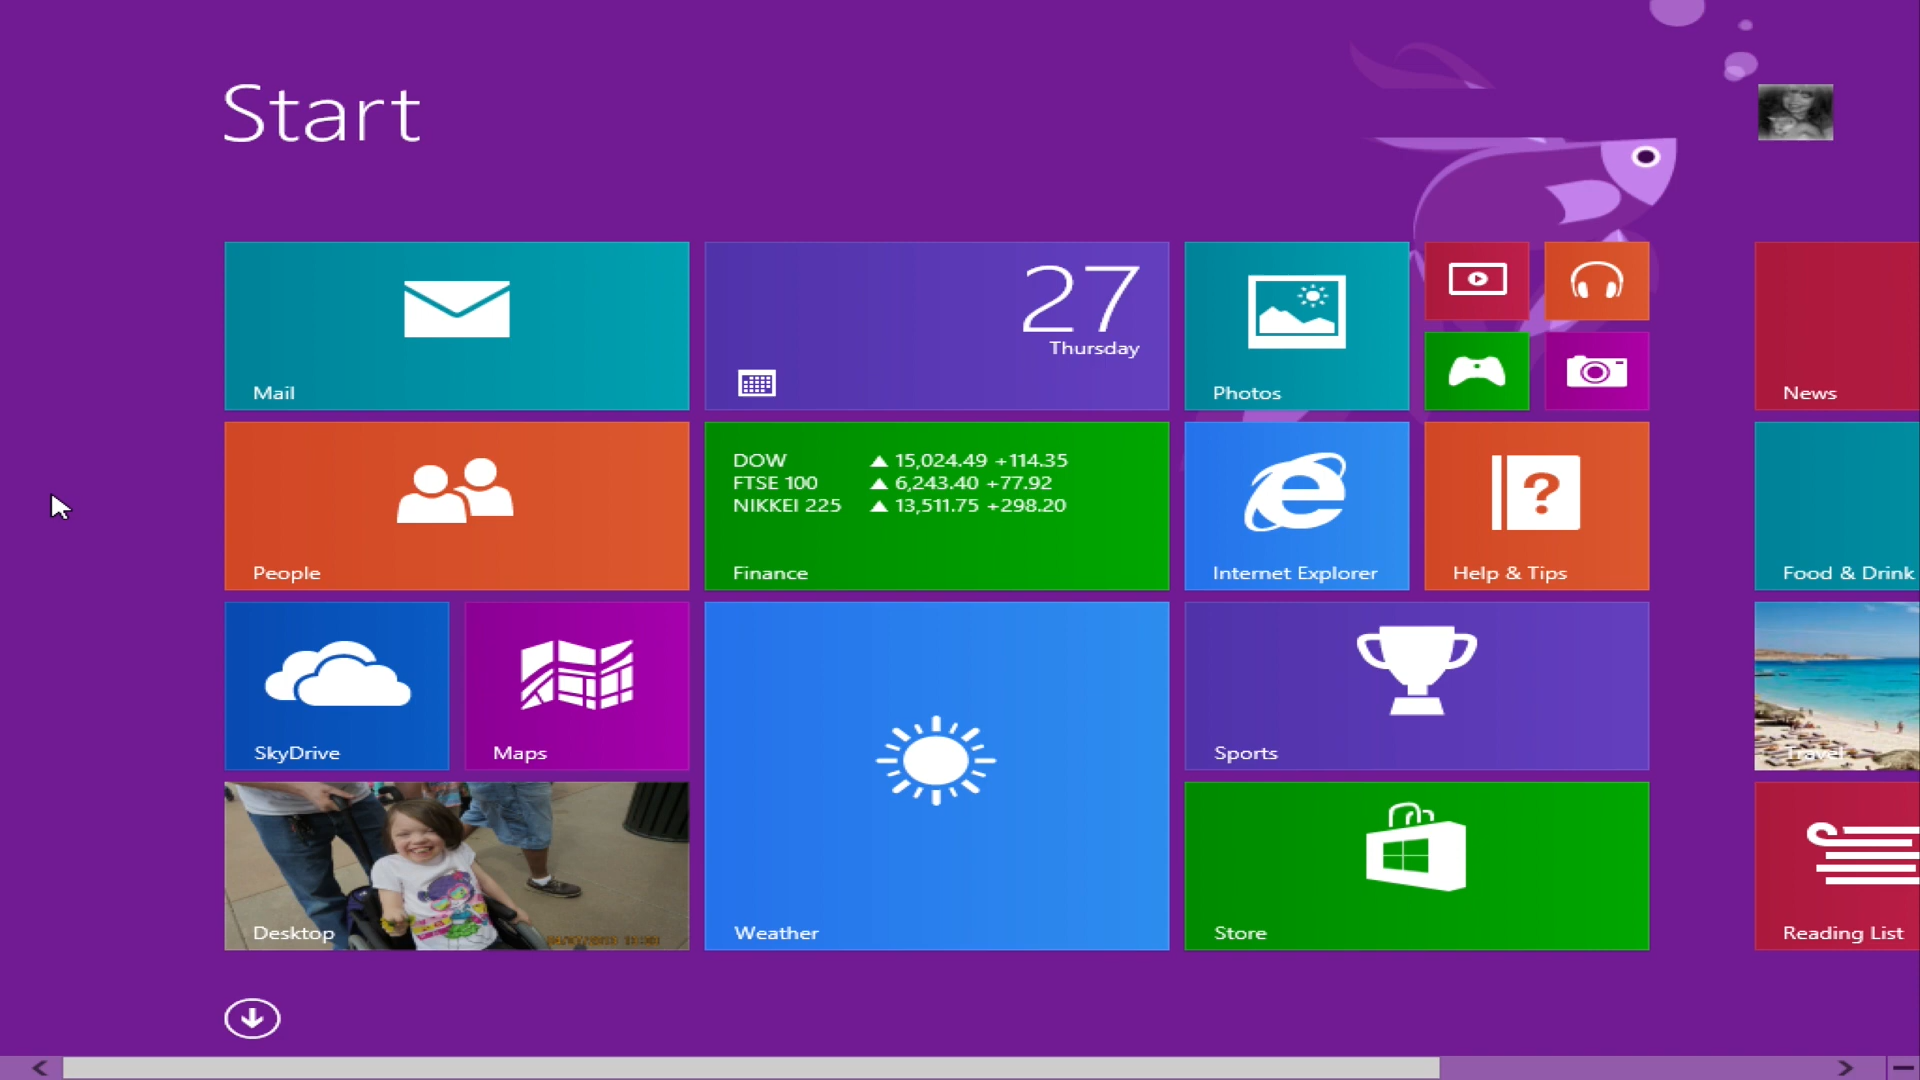 Start
Mail
27
Thursday
Photos
News
People
DOW ▲ 15,024.49 +114.35
FTSE 100 ▲ 6,243.40 +77.92
NIKKEI 225 ▲ 13,511.75 +298.20
Finance
Internet Explorer
Help & Tips
Food & Drink
SkyDrive
Maps
Weather
Sports
Travel
Desktop
Store
Reading List